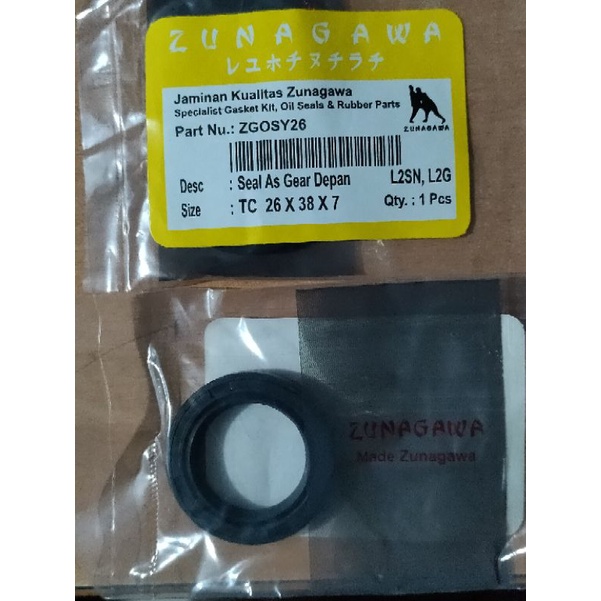 ZUNAGAWA
レユホチヌチラチ
Jaminan Kualitas Zunagawa
Specialist Gasket Kit, Oil Seals & Rubber Parts
Part Nu.: ZGOSY26
ZUNAGAWA
Desc : Seal As Gear Depan L2SN, L2G
Size : TC 26 X 38 X 7 Qty. : 1 Pcs
ZUNAGAWA
Made Zunagawa